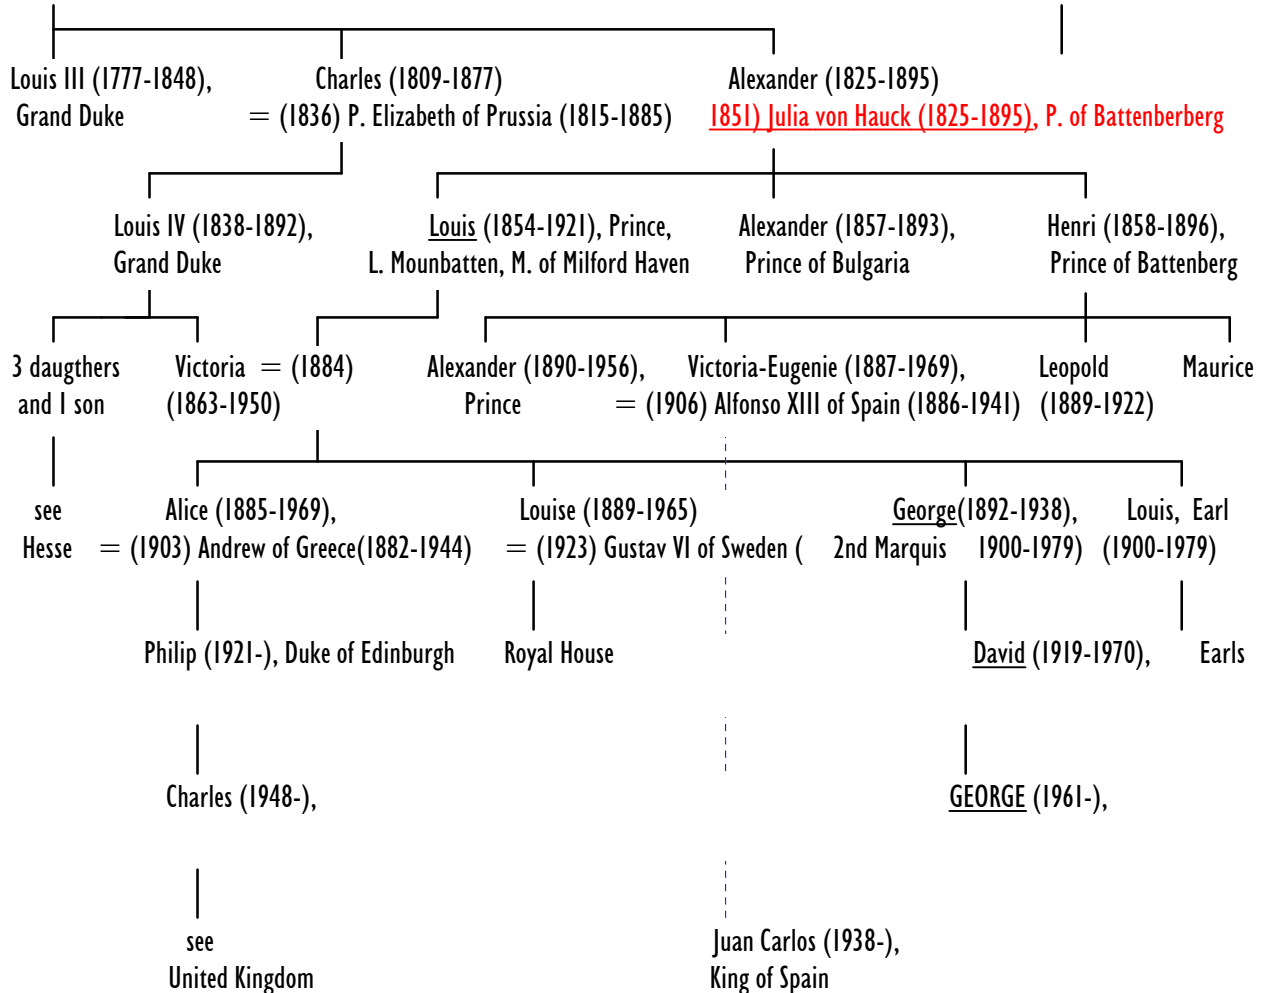 Louis III (1777-1848), Charles (1809-1877) Alexander (1825-1895)
Grand Duke = (1836) P. Elizabeth of Prussia (1815-1885) 1851) Julia von Hauck (1825-1895), P. of Battenberberg
Louis IV (1838-1892), Louis (1854-1921), Prince, Alexander (1857-1893), Henri (1858-1896),
Grand Duke L. Mounbatten, M. of Milford Haven Prince of Bulgaria Prince of Battenberg
3 daugthers Victoria = (1884) Alexander (1890-1956), Victoria-Eugenie (1887-1969), Leopold Maurice
and 1 son (1863-1950) Prince = (1906) Alfonso XIII of Spain (1886-1941) (1889-1922)
see Alice (1885-1969), Louise (1889-1965) George(1892-1938), Louis, Earl
Hesse = (1903) Andrew of Greece(1882-1944) = (1923) Gustav VI of Sweden ( 2nd Marquis 1900-1979) (1900-1979)
Philip (1921-), Duke of Edinburgh Royal House David (1919-1970), Earls
Charles (1948-), GEORGE (1961-),
see Juan Carlos (1938-),
United Kingdom King of Spain